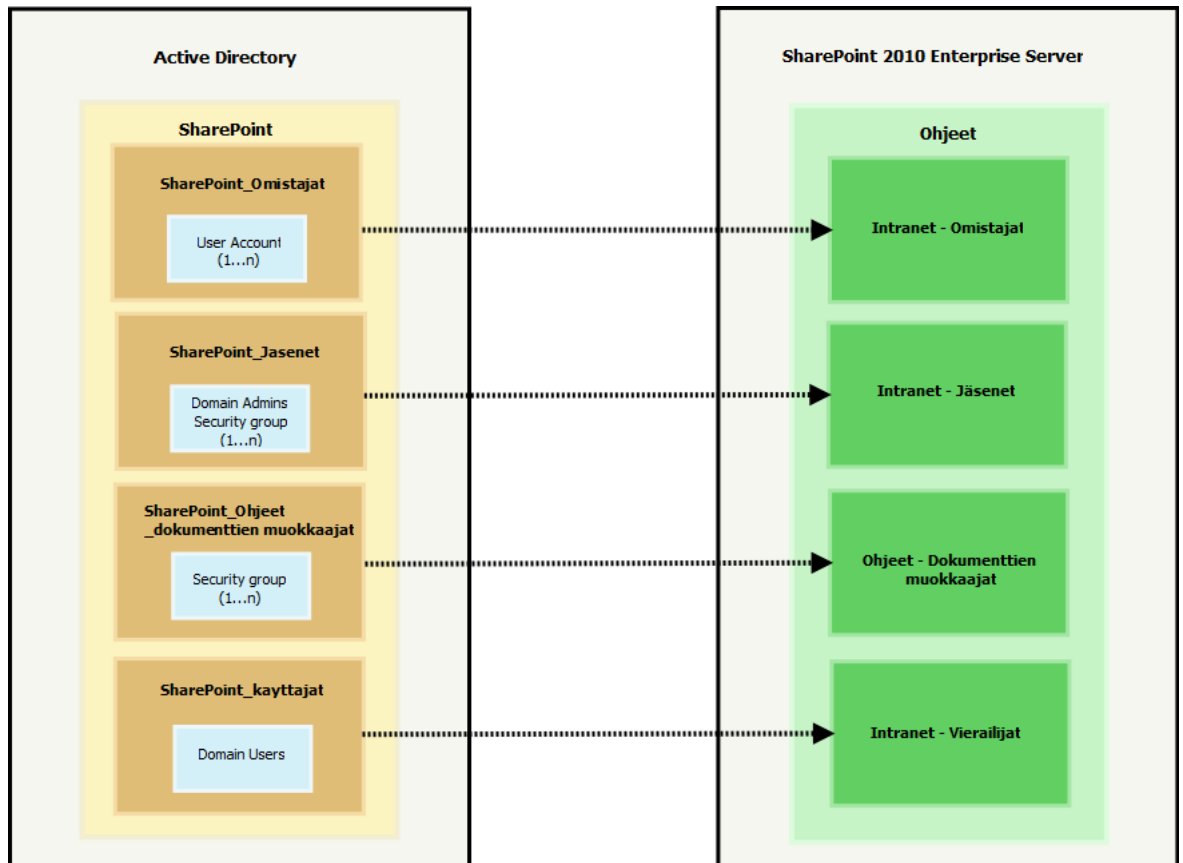 Active Directory
SharePoint
SharePoint_Omistajat
User Account
(1...n)
SharePoint_Jasenet
Domain Admins
Security group
(1...n)
SharePoint_Ohjeet
_dokumenttien muokkaajat
Security group
(1...n)
SharePoint_kayttajat
Domain Users
SharePoint 2010 Enterprise Server
Ohjeet
Intranet - Omistajat
Intranet - Jäsenet
Ohjeet - Dokumenttien
muokkaajat
Intranet - Vierailijat